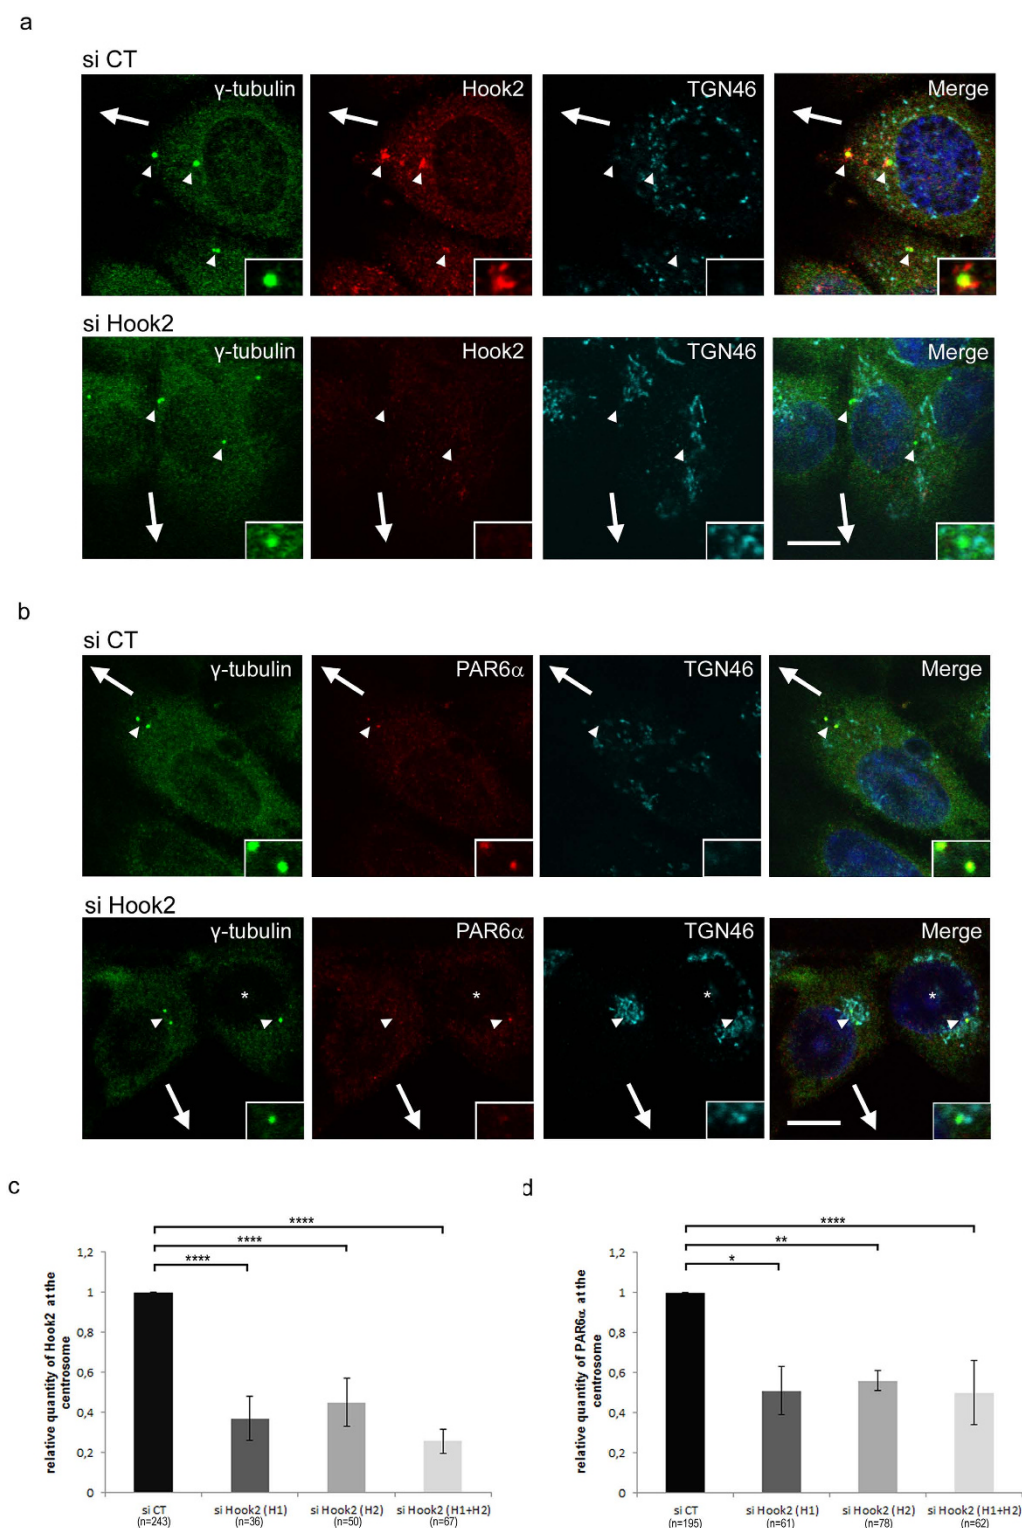 a
si CT
γ-tubulin Hook2 TGN46 Merge
si Hook2
γ-tubulin Hook2 TGN46 Merge
b
si CT
γ-tubulin PAR6α TGN46 Merge
si Hook2
γ-tubulin PAR6α TGN46 Merge
* * * *
c
****
****
****
1,2
1
0,8
0,6
0,4
0,2
0
relative quantity of Hook2 at the
centrosome
si CT si Hook2 (H1) si Hook2 (H2) si Hook2 (H1+H2)
(n=243) (n=36) (n=50) (n=67)
d
****
**
*
1,2
1
0,8
0,6
0,4
0,2
0
relative quantity of PAR6α at the
centrosome
si CT si Hook2 (H1) si Hook2 (H2) si Hook2 (H1+H2)
(n=195) (n=61) (n=78) (n=62)